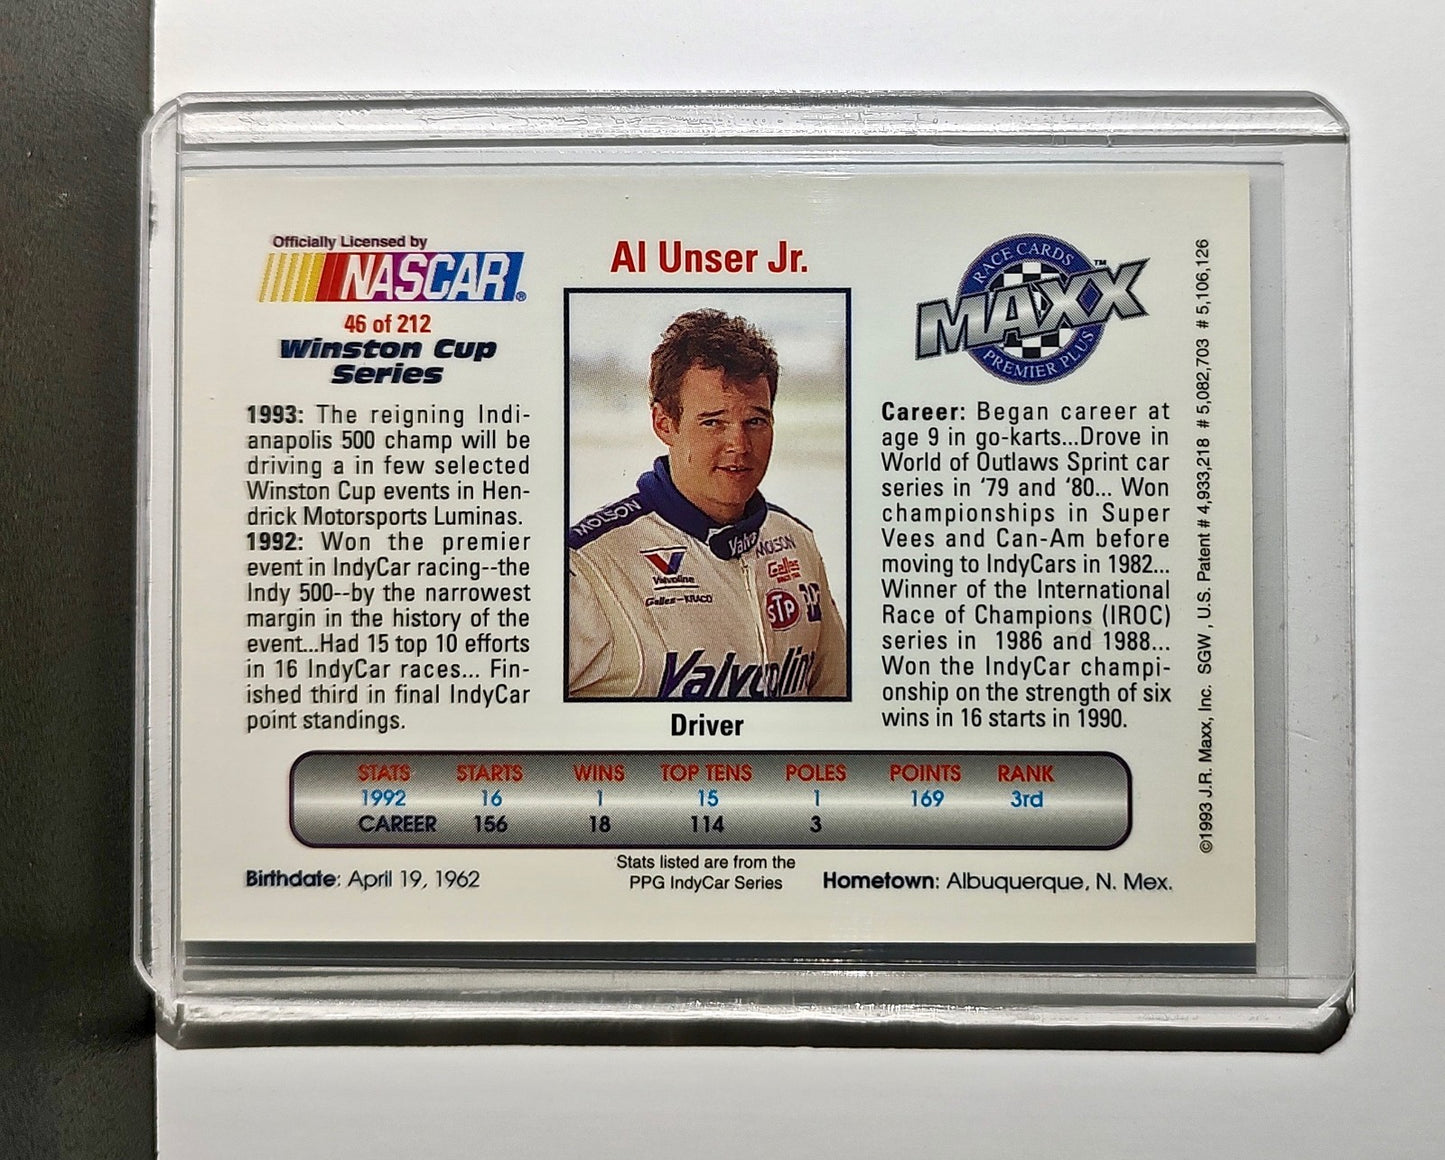 Officially Licensed by
NASCAR®
46 of 212
Winston Cup
Series
1993: The reigning Indi-
anapolis 500 champ will be
driving a in few selected
Winston Cup events in Hen-
drick Motorsports Luminas.
1992: Won the premier
event in IndyCar racing--the
Indy 500--by the narrowest
margin in the history of the
event...Had 15 top 10 efforts
in 16 IndyCar races... Fin-
ished third in final IndyCar
point standings.
Al Unser Jr.
MOLSON
Valvo
MOLSON
Valvoline
Galles
Galles-KRACO
STP
Valvoline
Driver
RACE CARDS
MAXX™
PREMIER PLUS
Career: Began career at
age 9 in go-karts...Drove in
World of Outlaws Sprint car
series in '79 and '80... Won
championships in Super
Vees and Can-Am before
moving to IndyCars in 1982...
Winner of the International
Race of Champions (IROC)
series in 1986 and 1988...
Won the IndyCar champi-
onship on the strength of six
wins in 16 starts in 1990.
STATS STARTS WINS TOP TENS POLES POINTS RANK
1992 16 1 15 1 169 3rd
CAREER 156 18 114 3
Birthdate: April 19, 1962
Stats listed are from the
PPG IndyCar Series
Hometown: Albuquerque, N. Mex.
©1993 J.R. Maxx, Inc. SGW , U.S. Patent # 4,933,218 # 5,082,703 # 5,106,126